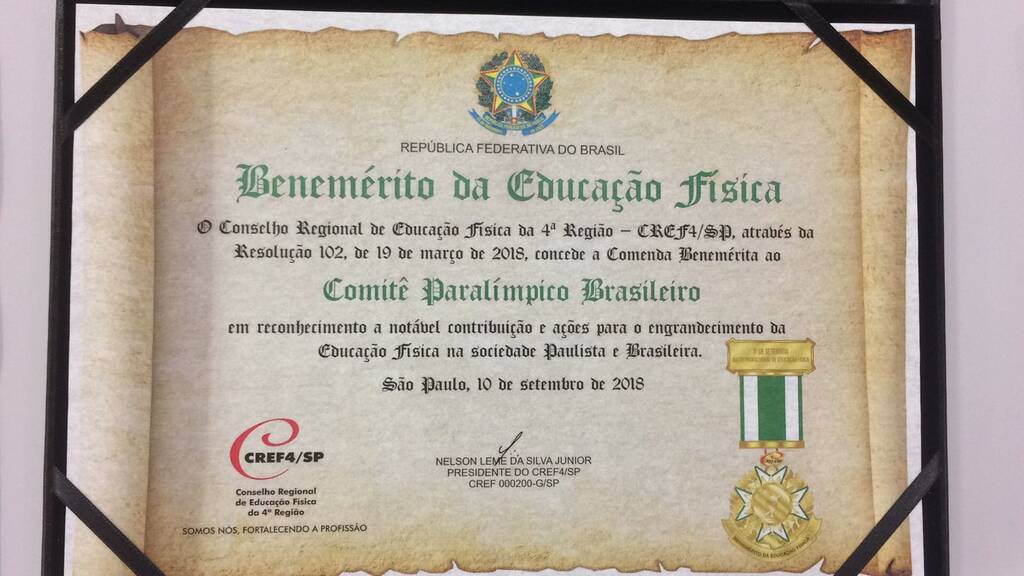 REPÚBLICA FEDERATIVA DO BRASIL
Benemérito da Educação Física
O Conselho Regional de Educação Física da 4ª Região – CREF4/SP, através da
Resolução 102, de 19 de março de 2018, concede a Comenda Benemérita ao
Comitê Paralímpico Brasileiro
em reconhecimento a notável contribuição e ações para o engrandecimento da
Educação Física na sociedade Paulista e Brasileira.
São Paulo, 10 de setembro de 2018
CREF4/SP
Conselho Regional
de Educação Física
da 4ª Região
SOMOS NÓS, FORTALECENDO A PROFISSÃO
NELSON LEME DA SILVA JUNIOR
PRESIDENTE DO CREF4/SP
CREF 000200-G/SP
DA EDUCAÇÃO FÍSICA